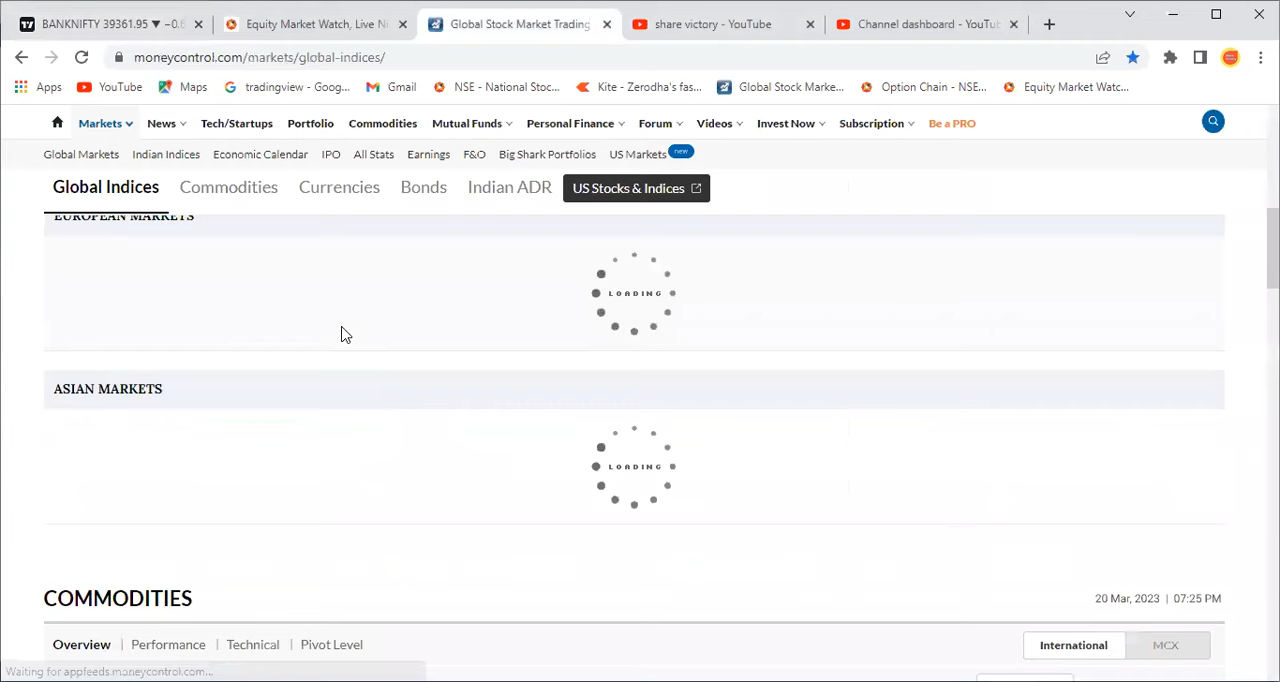 BANKNIFTY 39361.95 ▼ −0.8
Equity Market Watch, Live N
Global Stock Market Trading
share victory - YouTube
Channel dashboard - YouTub
moneycontrol.com/markets/global-indices/
Apps YouTube Maps tradingview - Goog... Gmail NSE - National Stoc... Kite - Zerodha's fas... Global Stock Marke... Option Chain - NSE... Equity Market Watc...
Markets News Tech/Startups Portfolio Commodities Mutual Funds Personal Finance Forum Videos Invest Now Subscription Be a PRO
Global Markets Indian Indices Economic Calendar IPO All Stats Earnings F&O Big Shark Portfolios US Markets new
Global Indices Commodities Currencies Bonds Indian ADR US Stocks & Indices
EUROPEAN MARKETS
LOADING
ASIAN MARKETS
LOADING
COMMODITIES 20 Mar, 2023 | 07:25 PM
Overview | Performance | Technical | Pivot Level International MCX
Waiting for appfeeds.moneycontrol.com...